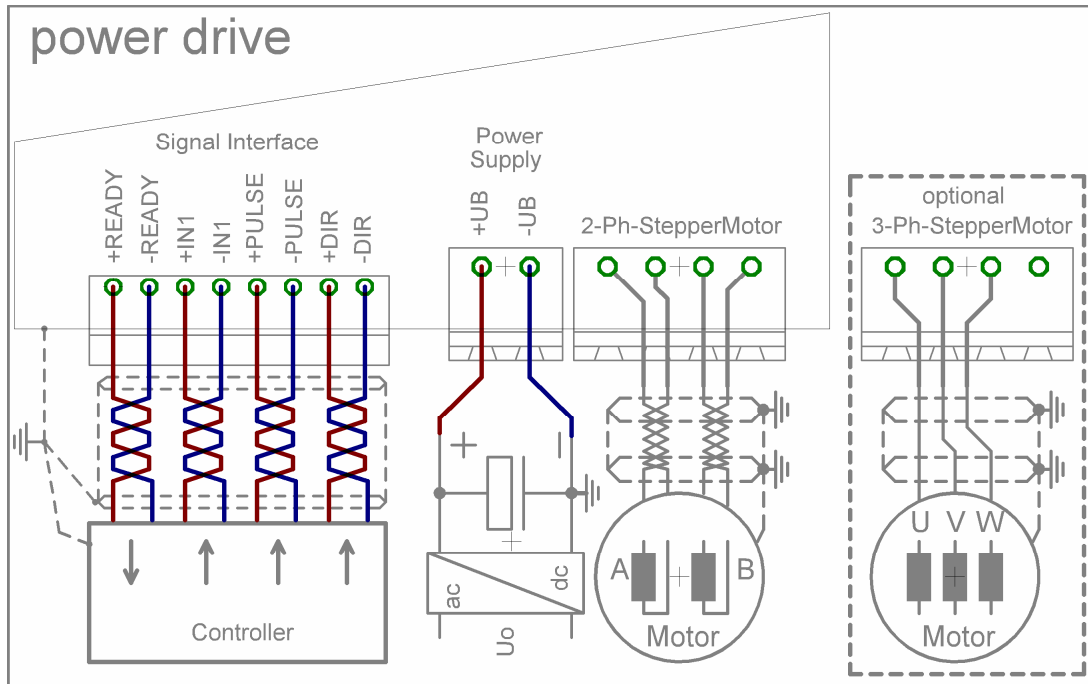 power drive
Signal Interface
Power
Supply
+READY
-READY
+IN1
-IN1
+PULSE
-PULSE
+DIR
-DIR
+UB
-UB
2-Ph-StepperMotor
optional
3-Ph-StepperMotor
+
−
ac
dc
Uo
Controller
A
B
Motor
U V W
Motor